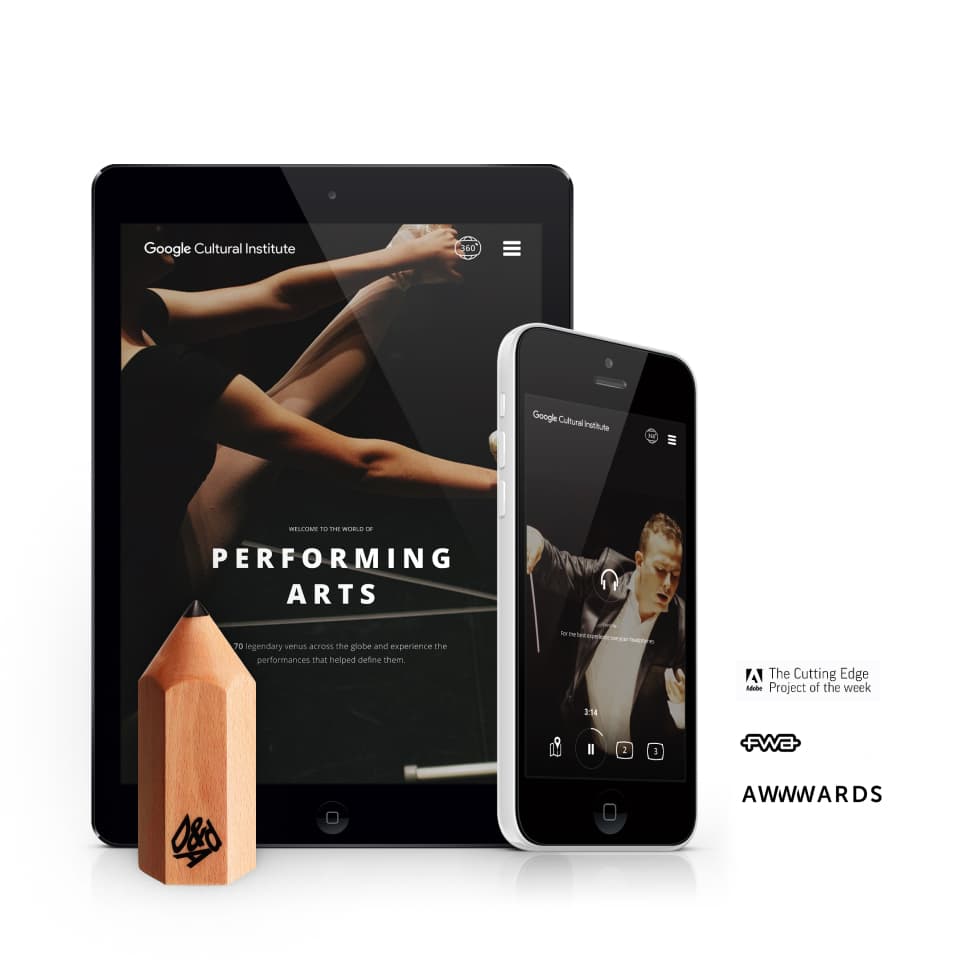 Google Cultural Institute
360°
WELCOME TO THE WORLD OF
PERFORMING
ARTS
70 legendary venus across the globe and experience the
performances that helped define them.
D&AD
Google Cultural Institute
For the best experience use your headphones
3:14
2
3
Adobe
The Cutting Edge
Project of the week
FWA
AWWWARDS